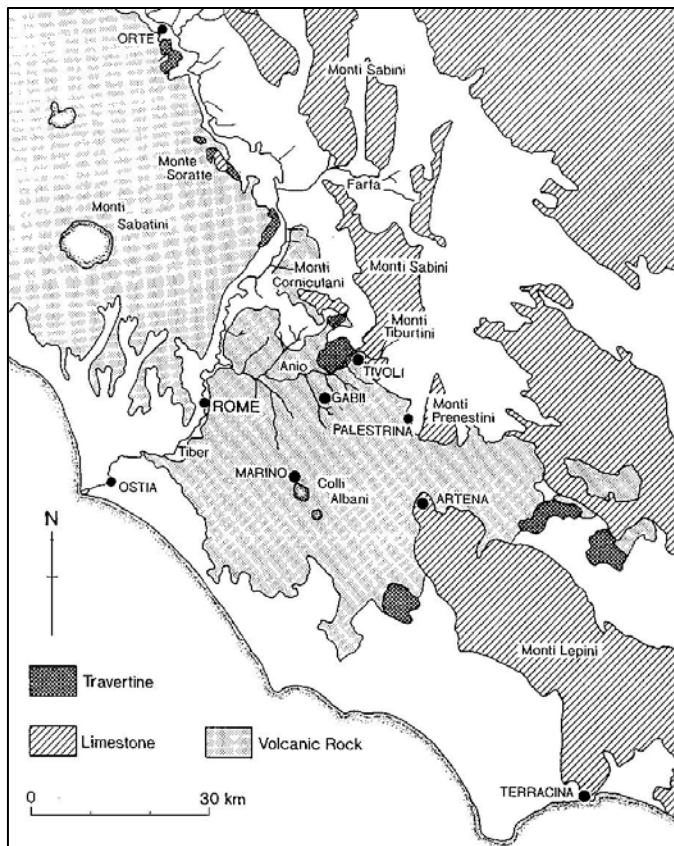 ORTE
Monti Sabini
Monte
Soratte
Farfa
Monti
Sabatini
Monti Sabini
Monti
Corniculani
Monti
Tiburtini
Anio
TIVOLI
GABII
Monti
Prenestini
ROME
PALESTRINA
Tiber
MARINO
Colli
Albani
OSTIA
ARTENA
N
Monti Lepini
Travertine
Limestone
Volcanic Rock
0 30 km
TERRACINA